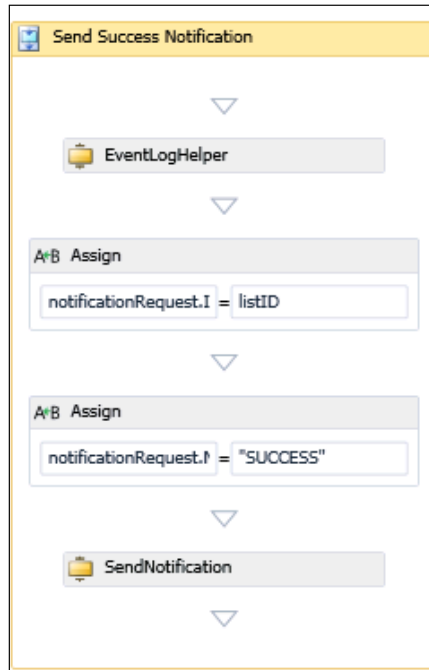 Send Success Notification
EventLogHelper
A+B Assign
notificationRequest.I = listID
A+B Assign
notificationRequest.N = "SUCCESS"
SendNotification